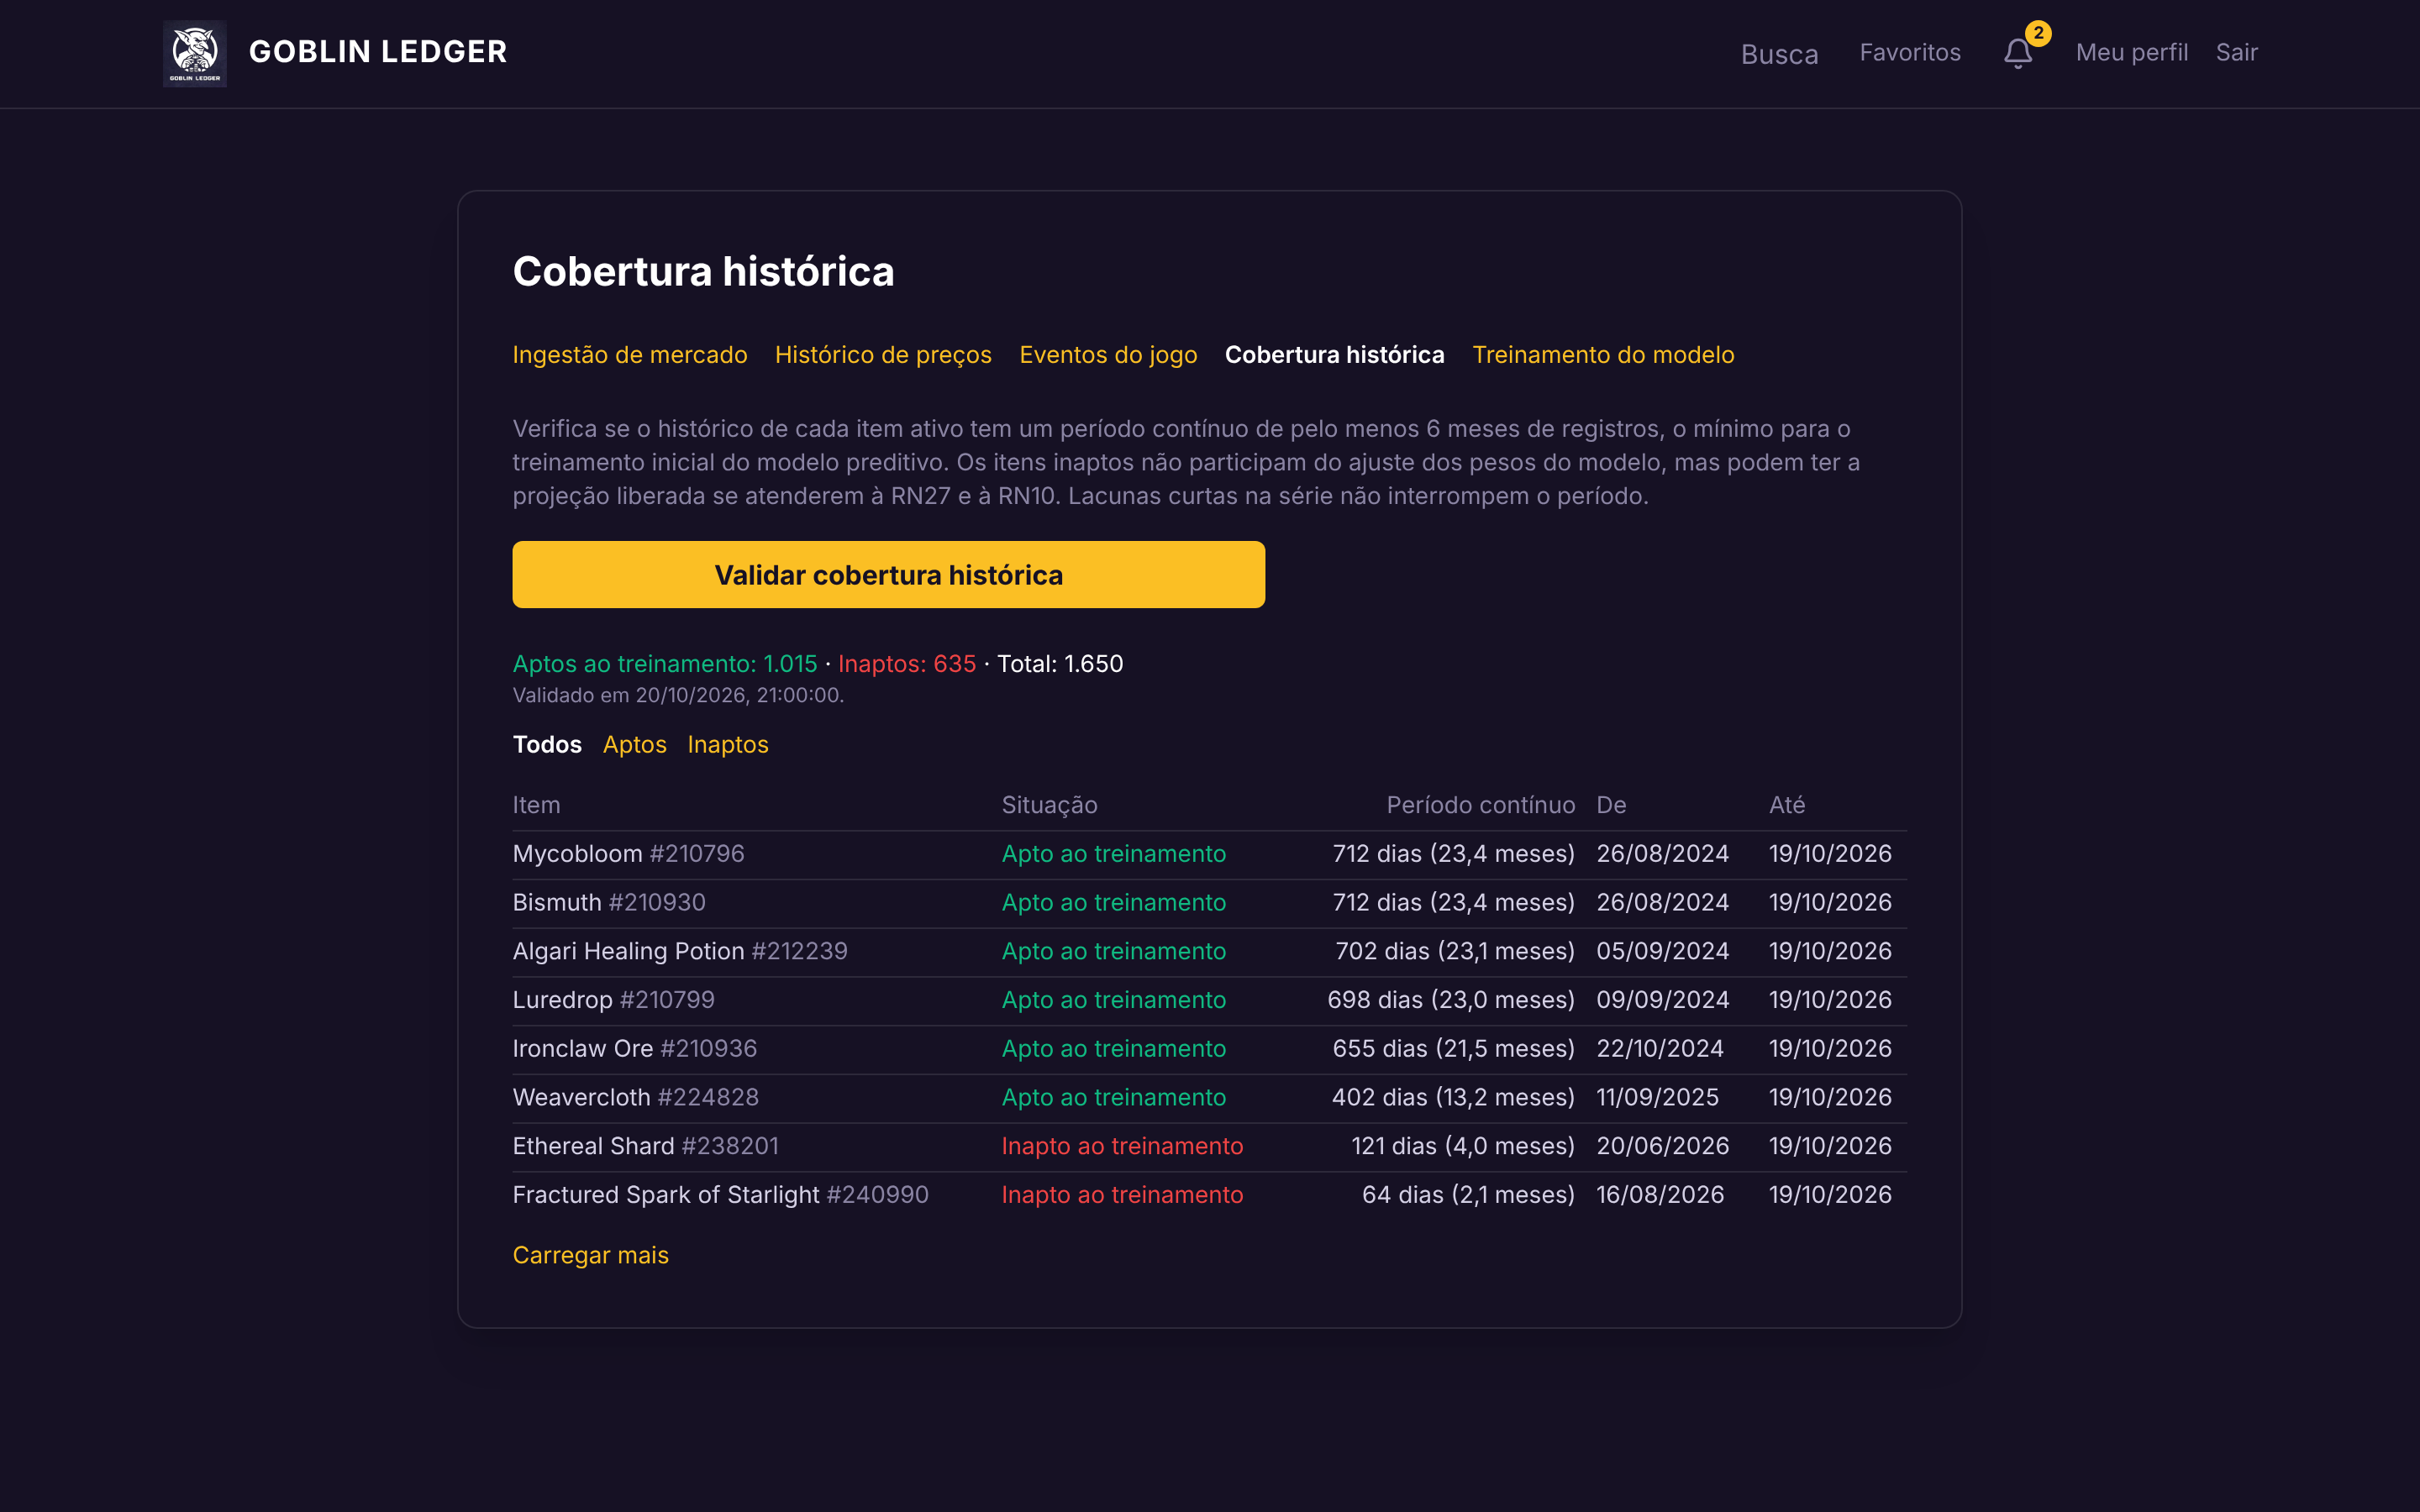 GOBLIN LEDGER
GOBLIN LEDGER
Busca
Favoritos
2
Meu perfil
Sair
Cobertura histórica
Ingestão de mercado
Histórico de preços
Eventos do jogo
Cobertura histórica
Treinamento do modelo
Verifica se o histórico de cada item ativo tem um período contínuo de pelo menos 6 meses de registros, o mínimo para o
treinamento inicial do modelo preditivo. Os itens inaptos não participam do ajuste dos pesos do modelo, mas podem ter a
projeção liberada se atenderem à RN27 e à RN10. Lacunas curtas na série não interrompem o período.
Validar cobertura histórica
Aptos ao treinamento: 1.015 · Inaptos: 635 · Total: 1.650
Validado em 20/10/2026, 21:00:00.
Todos Aptos Inaptos
Item Situação Período contínuo De Até
Mycobloom #210796 Apto ao treinamento 712 dias (23,4 meses) 26/08/2024 19/10/2026
Bismuth #210930 Apto ao treinamento 712 dias (23,4 meses) 26/08/2024 19/10/2026
Algari Healing Potion #212239 Apto ao treinamento 702 dias (23,1 meses) 05/09/2024 19/10/2026
Luredrop #210799 Apto ao treinamento 698 dias (23,0 meses) 09/09/2024 19/10/2026
Ironclaw Ore #210936 Apto ao treinamento 655 dias (21,5 meses) 22/10/2024 19/10/2026
Weavercloth #224828 Apto ao treinamento 402 dias (13,2 meses) 11/09/2025 19/10/2026
Ethereal Shard #238201 Inapto ao treinamento 121 dias (4,0 meses) 20/06/2026 19/10/2026
Fractured Spark of Starlight #240990 Inapto ao treinamento 64 dias (2,1 meses) 16/08/2026 19/10/2026
Carregar mais